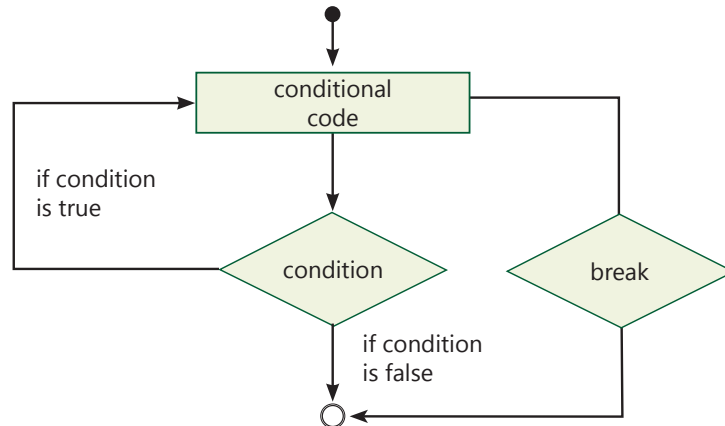 conditional
code
if condition
is true
condition
break
if condition
is false